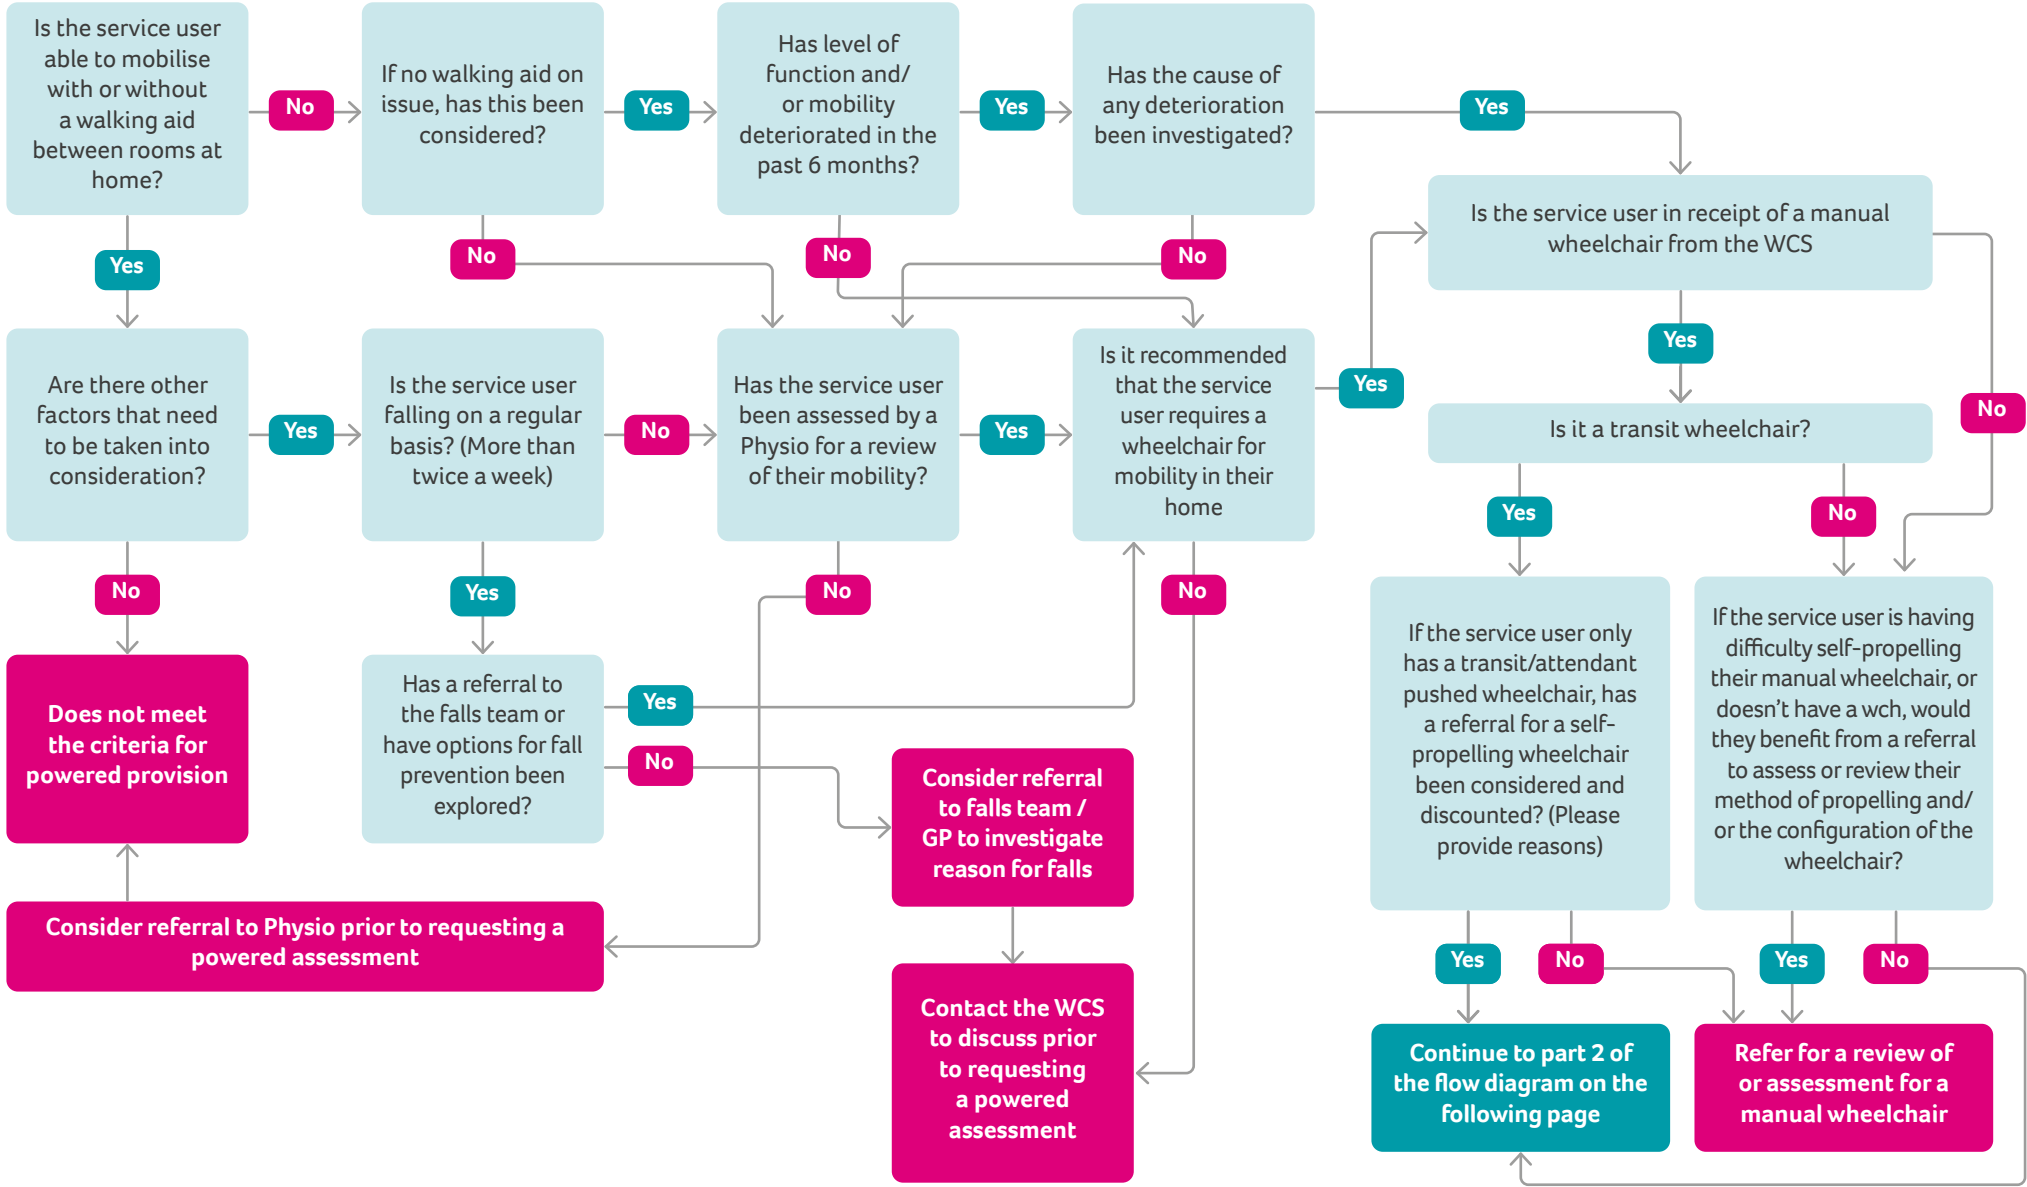 Is the service user
able to mobilise
with or without
a walking aid
between rooms at
home?
No
If no walking aid on
issue, has this been
considered?
Yes
Has level of
function and/
or mobility
deteriorated in the
past 6 months?
Yes
Has the cause of
any deterioration
been investigated?
Yes
Yes
No
No
No
Is the service user in receipt of a manual
wheelchair from the WCS
Yes
No
Are there other
factors that need
to be taken into
consideration?
Yes
Is the service user
falling on a regular
basis? (More than
twice a week)
No
Has the service user
been assessed by a
Physio for a review
of their mobility?
Yes
Is it recommended
that the service
user requires a
wheelchair for
mobility in their
home
Yes
Is it a transit wheelchair?
Yes
No
No
Yes
No
No
Does not meet
the criteria for
powered provision
Has a referral to
the falls team or
have options for fall
prevention been
explored?
Yes
No
Consider referral
to falls team /
GP to investigate
reason for falls
If the service user only
has a transit/attendant
pushed wheelchair, has
a referral for a self-
propelling wheelchair
been considered and
discounted? (Please
provide reasons)
If the service user is having
difficulty self-propelling
their manual wheelchair, or
doesn’t have a wch, would
they benefit from a referral
to assess or review their
method of propelling and/
or the configuration of the
wheelchair?
Consider referral to Physio prior to requesting a
powered assessment
Yes
No
Yes
No
Contact the WCS
to discuss prior
to requesting
a powered
assessment
Continue to part 2 of
the flow diagram on the
following page
Refer for a review of
or assessment for a
manual wheelchair